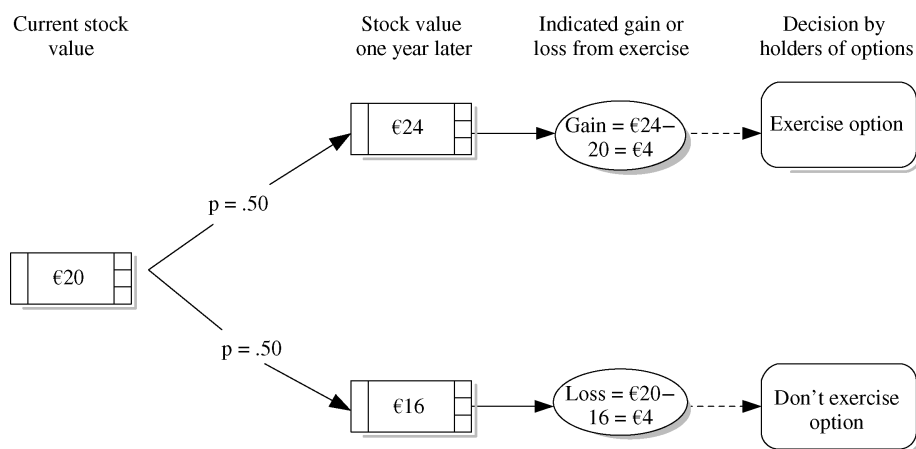 Current stock
value
Stock value
one year later
Indicated gain or
loss from exercise
Decision by
holders of options
€24
Gain = €24–
20 = €4
Exercise option
p = .50
€20
p = .50
€16
Loss = €20–
16 = €4
Don’t exercise
option